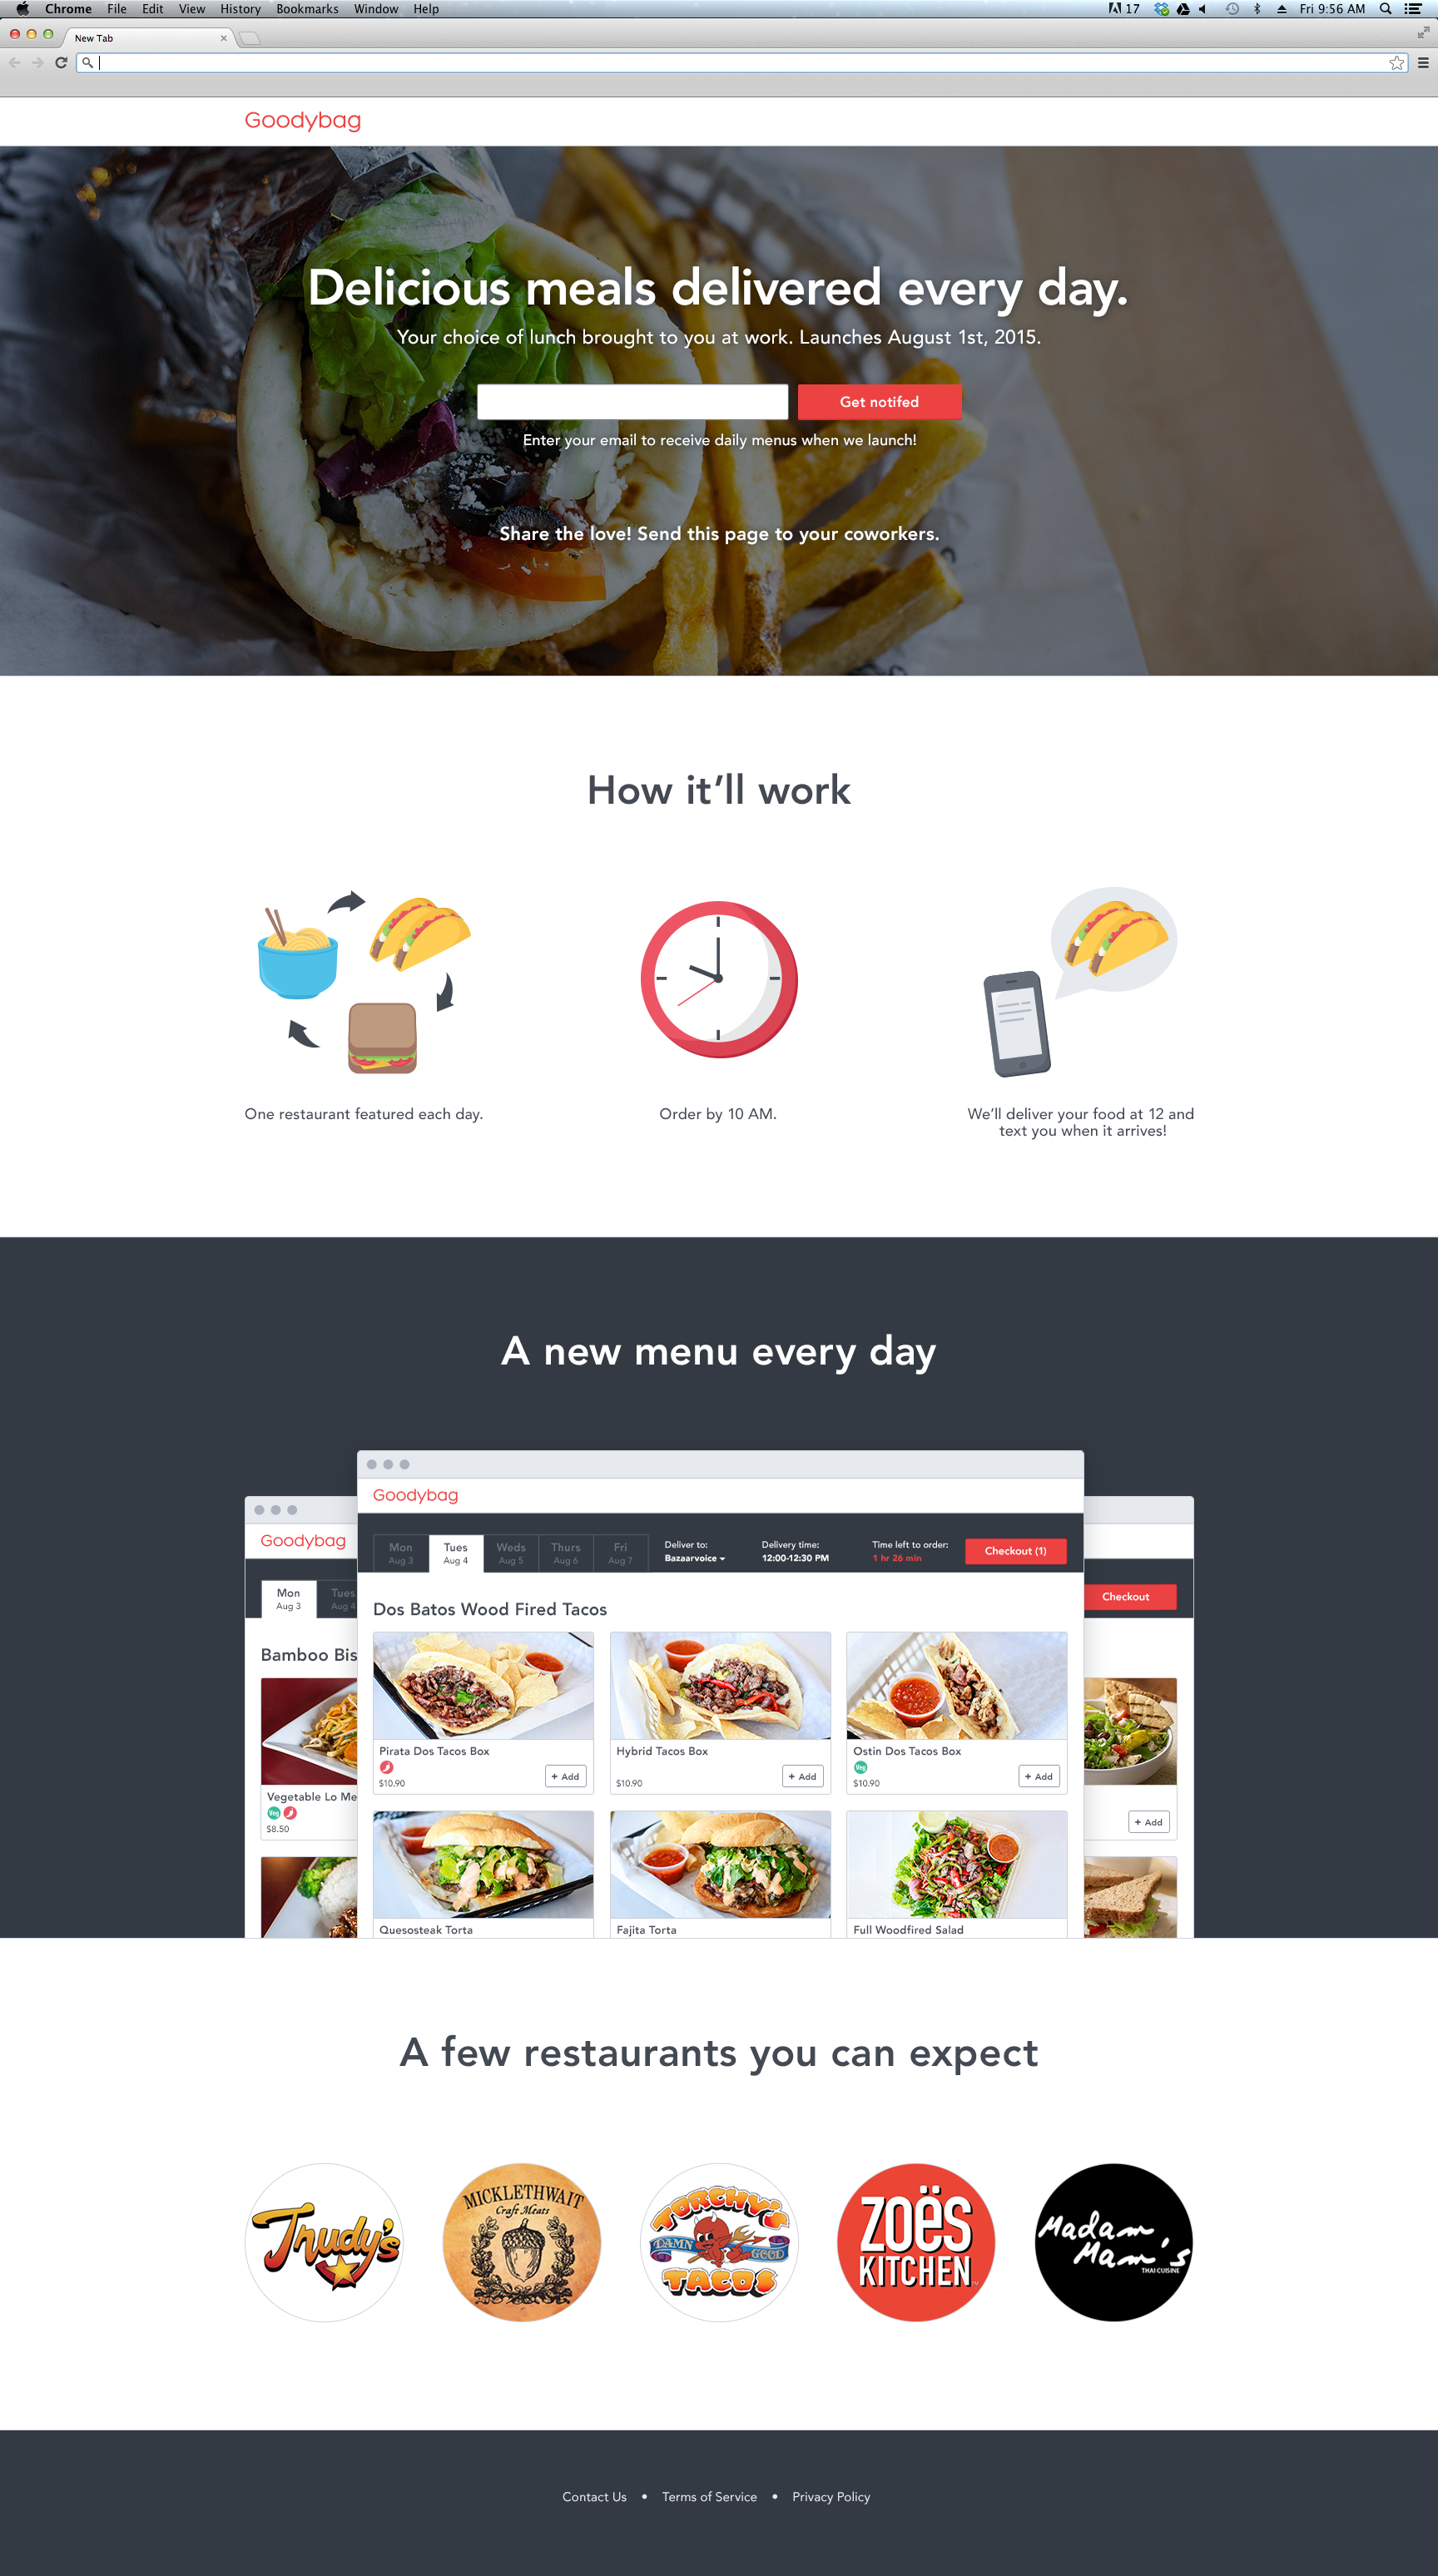 Chrome File Edit View History Bookmarks Window Help 17 Fri 9:56 AM
New Tab
Goodybag
Delicious meals delivered every day.
Your choice of lunch brought to you at work. Launches August 1st, 2015.
Get notifed
Enter your email to receive daily menus when we launch!
Share the love! Send this page to your coworkers.
How it'll work
One restaurant featured each day.
Order by 10 AM.
We'll deliver your food at 12 and
text you when it arrives!
A new menu every day
Goodybag
Mon
Aug 3
Tues
Aug 4
Weds
Aug 5
Thurs
Aug 6
Fri
Aug 7
Deliver to:
Bazaarvoice
Delivery time:
12:00-12:30 PM
Time left to order:
1 hr 26 min
Checkout (1)
Dos Batos Wood Fired Tacos
Pirata Dos Tacos Box
$10.90
+ Add
Hybrid Tacos Box
$10.90
+ Add
Ostin Dos Tacos Box
Veg
$10.90
+ Add
Quesosteak Torta
Fajita Torta
Full Woodfired Salad
Goodybag
Mon
Aug 3
Tues
Aug 4
Bamboo Bis
Vegetable Lo Me
Veg
$8.50
Checkout
+ Add
A few restaurants you can expect
Trudy's
MICKLETHWAIT
Craft Meats
TORCHY'S
DAMN GOOD
TACOS
ZOËS
KITCHEN
Madam
Mam's
THAI CUISINE
Contact Us • Terms of Service • Privacy Policy